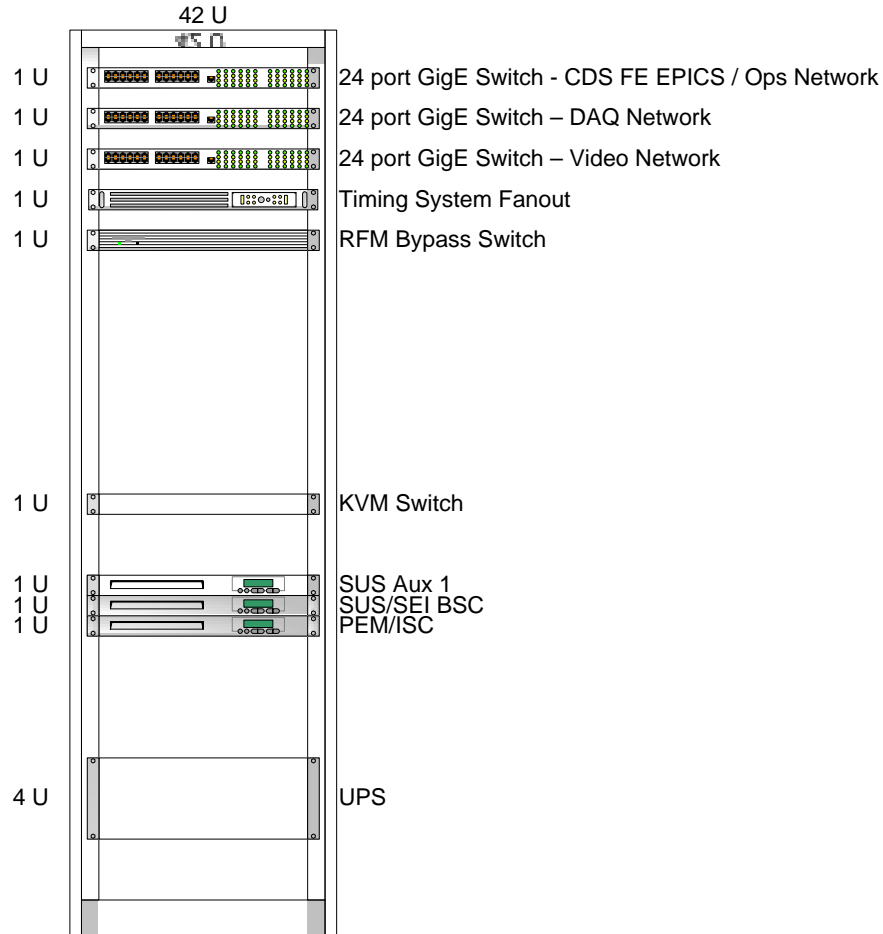 42 U
1 U 24 port GigE Switch - CDS FE EPICS / Ops Network
1 U 24 port GigE Switch – DAQ Network
1 U 24 port GigE Switch – Video Network
1 U Timing System Fanout
1 U RFM Bypass Switch
1 U KVM Switch
1 U SUS Aux 1
1 U SUS/SEI BSC
1 U PEM/ISC
4 U UPS